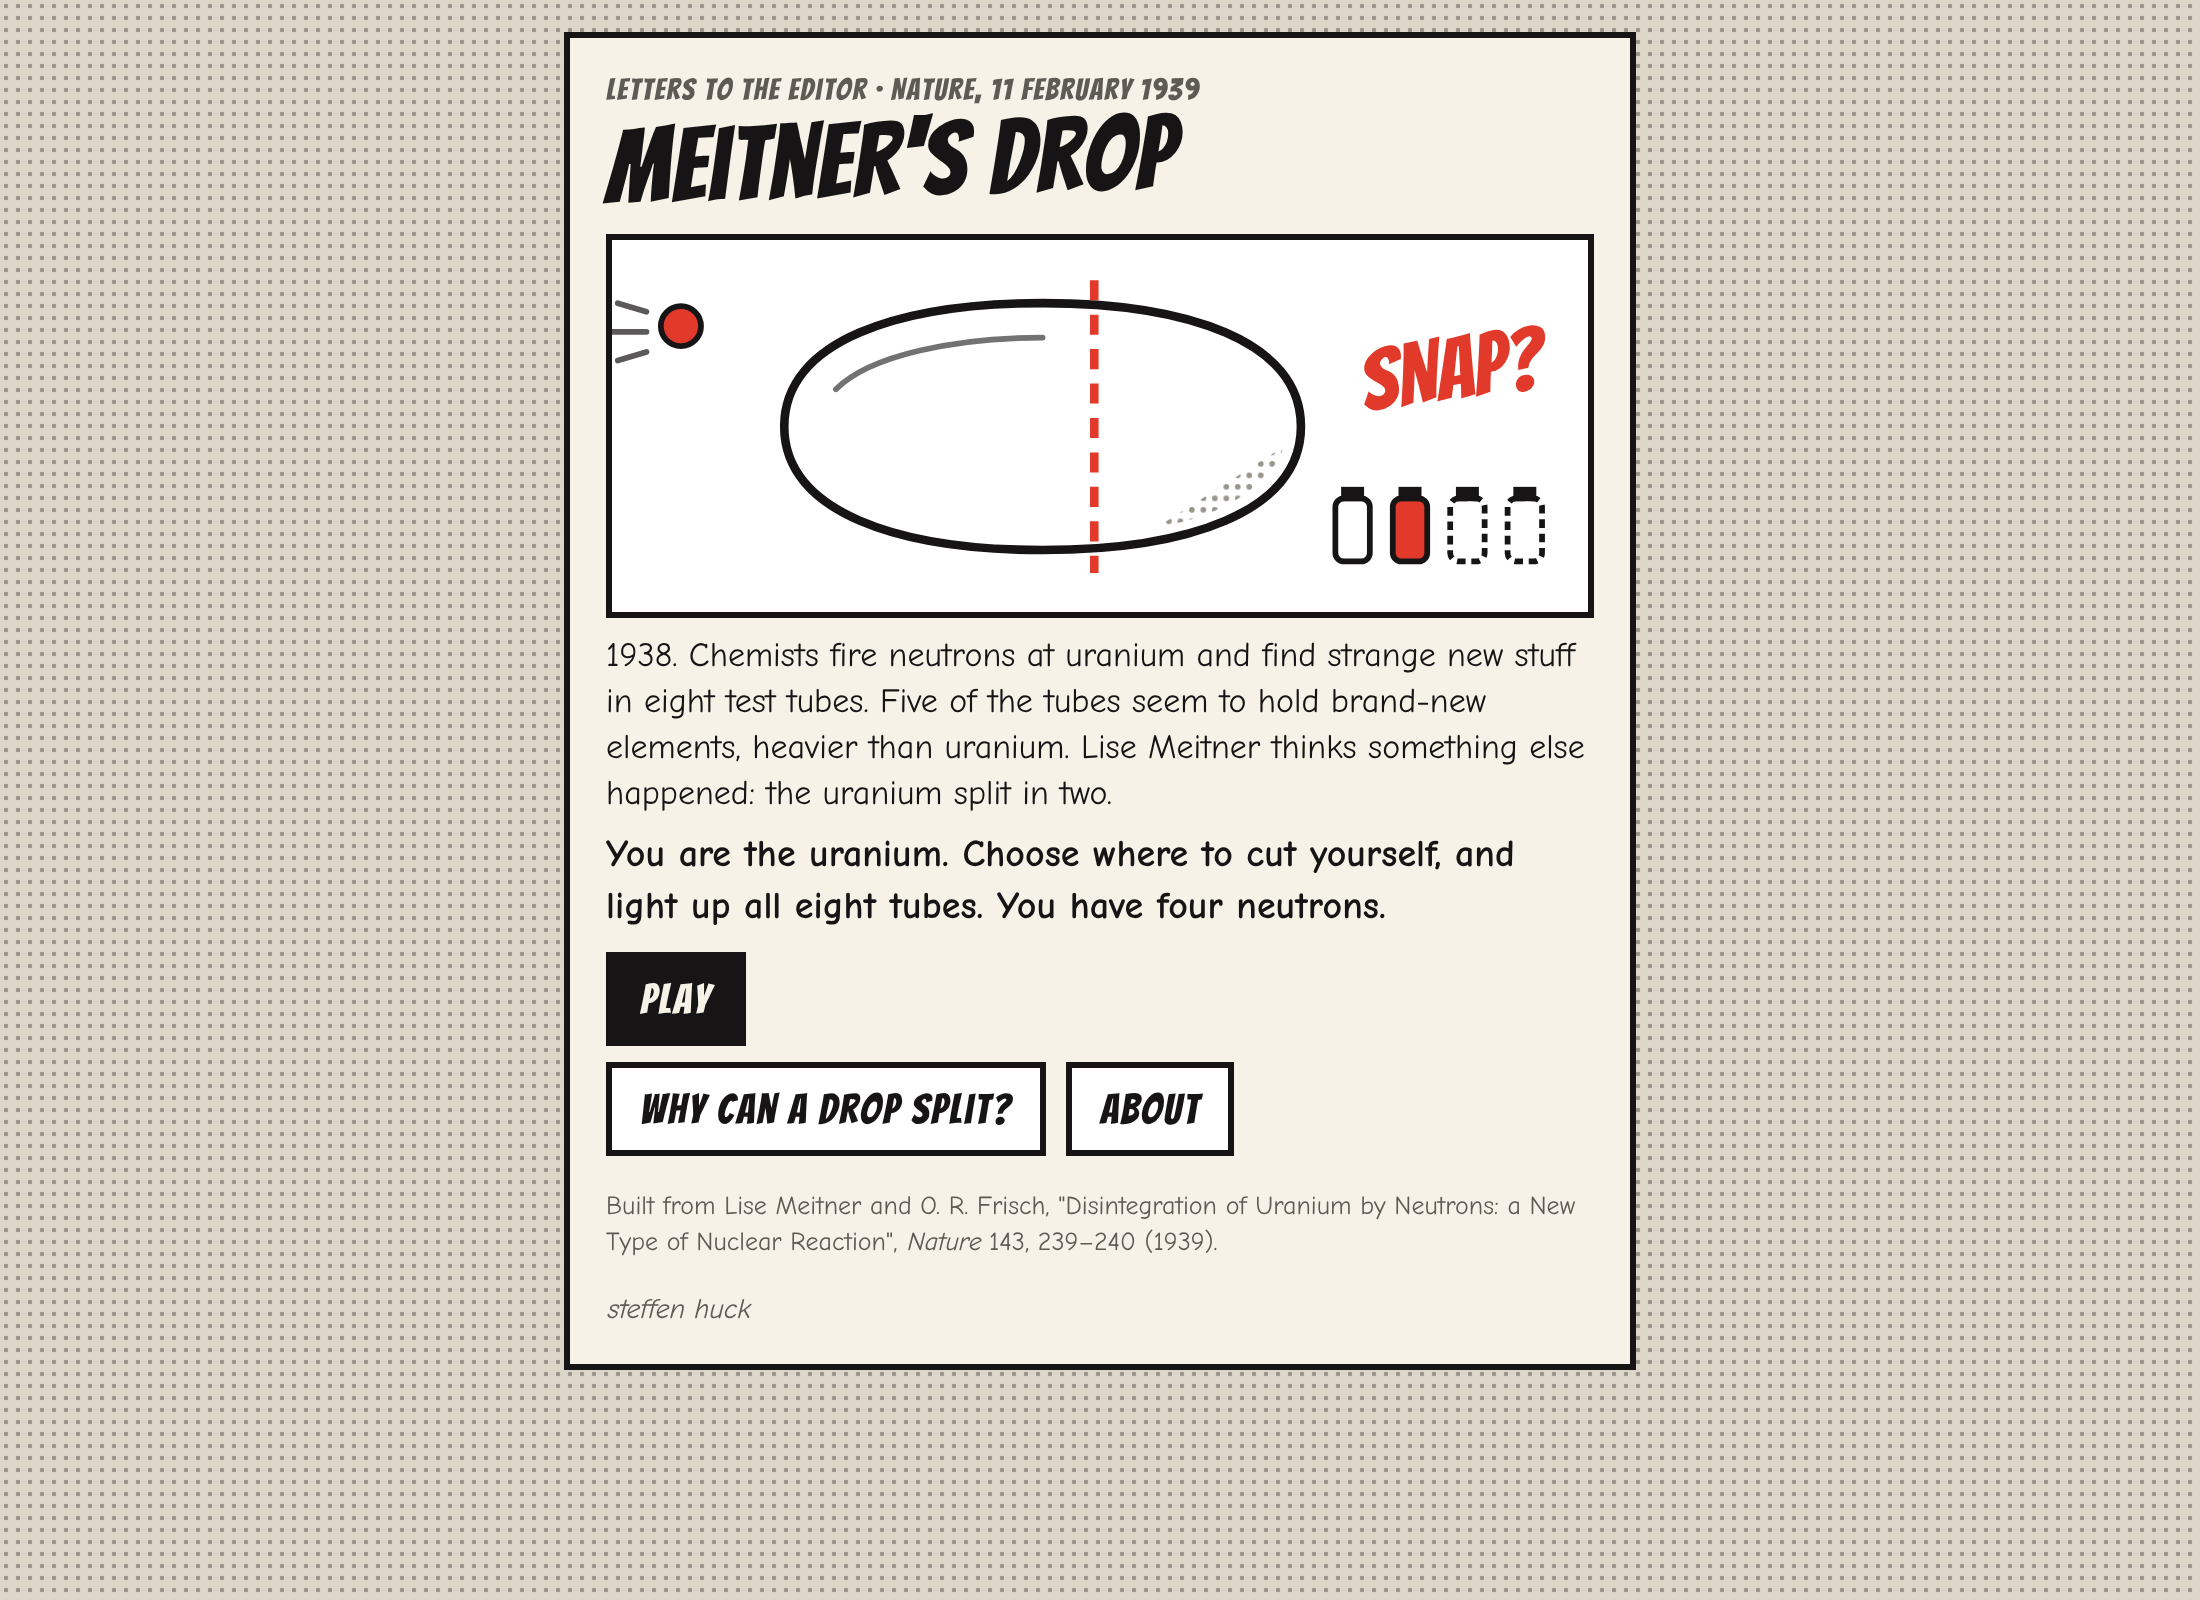 LETTERS TO THE EDITOR • NATURE, 11 FEBRUARY 1939
MEITNER'S DROP
SNAP?
1938. Chemists fire neutrons at uranium and find strange new stuff
in eight test tubes. Five of the tubes seem to hold brand-new
elements, heavier than uranium. Lise Meitner thinks something else
happened: the uranium split in two.
You are the uranium. Choose where to cut yourself, and
light up all eight tubes. You have four neutrons.
PLAY
WHY CAN A DROP SPLIT?
ABOUT
Built from Lise Meitner and O. R. Frisch, "Disintegration of Uranium by Neutrons: a New
Type of Nuclear Reaction", Nature 143, 239–240 (1939).
steffen huck